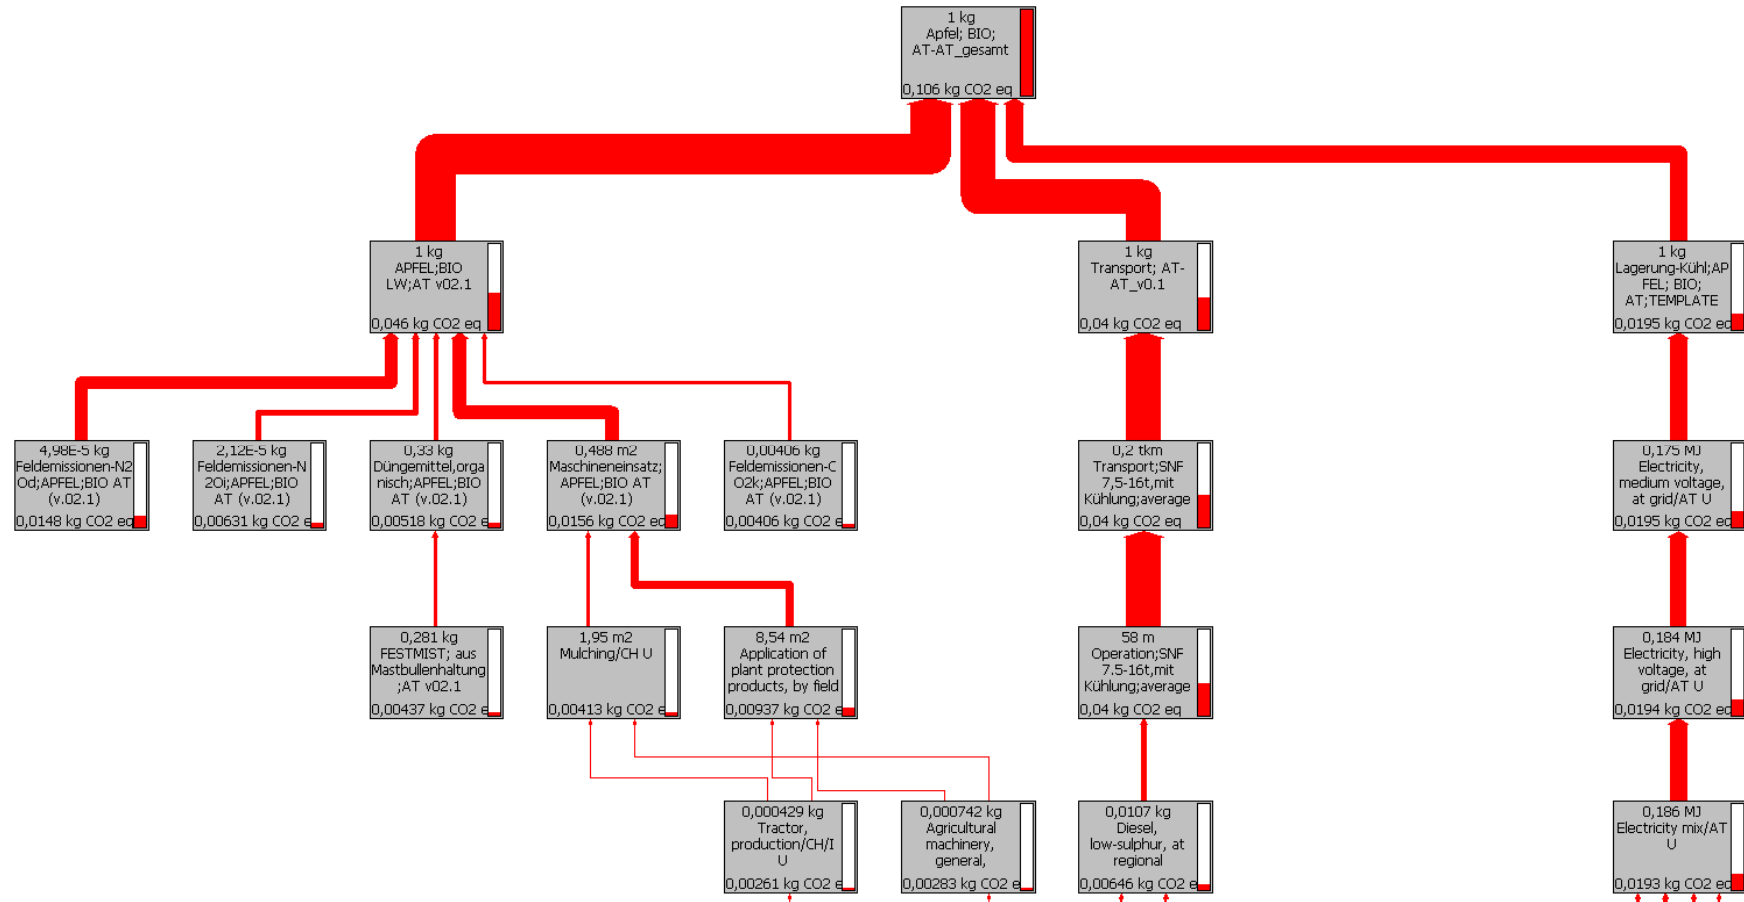 1 kg
Apfel; BIO;
AT-AT_gesamt
0,106 kg CO2 eq
1 kg
APFEL;BIO
LW;AT v02.1
0,046 kg CO2 eq
1 kg
Transport; AT-
AT_v0.1
0,04 kg CO2 eq
1 kg
Lagerung-Kühl;AP
FEL; BIO;
AT;TEMPLATE
0,0195 kg CO2 eq
4,98E-5 kg
Feldemissionen-N2
Od;APFEL;BIO AT
(v.02.1)
0,0148 kg CO2 eq
2,12E-5 kg
Feldemissionen-N
2Oi;APFEL;BIO
AT (v.02.1)
0,00631 kg CO2 e
0,33 kg
Düngemittel,orga
nisch;APFEL;BIO
AT (v.02.1)
0,00518 kg CO2 e
0,488 m2
Maschineneinsatz;
APFEL;BIO AT
(v.02.1)
0,0156 kg CO2 eq
0,00406 kg
Feldemissionen-C
O2k;APFEL;BIO
AT (v.02.1)
0,00406 kg CO2 e
0,2 tkm
Transport;SNF
7,5-16t,mit
Kühlung;average
0,04 kg CO2 eq
0,175 MJ
Electricity,
medium voltage,
at grid/AT U
0,0195 kg CO2 eq
0,281 kg
FESTMIST; aus
Mastbullenhaltung
;AT v02.1
0,00437 kg CO2 e
1,95 m2
Mulching/CH U
0,00413 kg CO2 e
8,54 m2
Application of
plant protection
products, by field
0,00937 kg CO2 e
58 m
Operation;SNF
7.5-16t,mit
Kühlung;average
0,04 kg CO2 eq
0,184 MJ
Electricity, high
voltage, at
grid/AT U
0,0194 kg CO2 eq
0,000429 kg
Tractor,
production/CH/I
U
0,00261 kg CO2 e
0,000742 kg
Agricultural
machinery,
general,
0,00283 kg CO2 e
0,0107 kg
Diesel,
low-sulphur, at
regional
0,00646 kg CO2 e
0,186 MJ
Electricity mix/AT
U
0,0193 kg CO2 eq